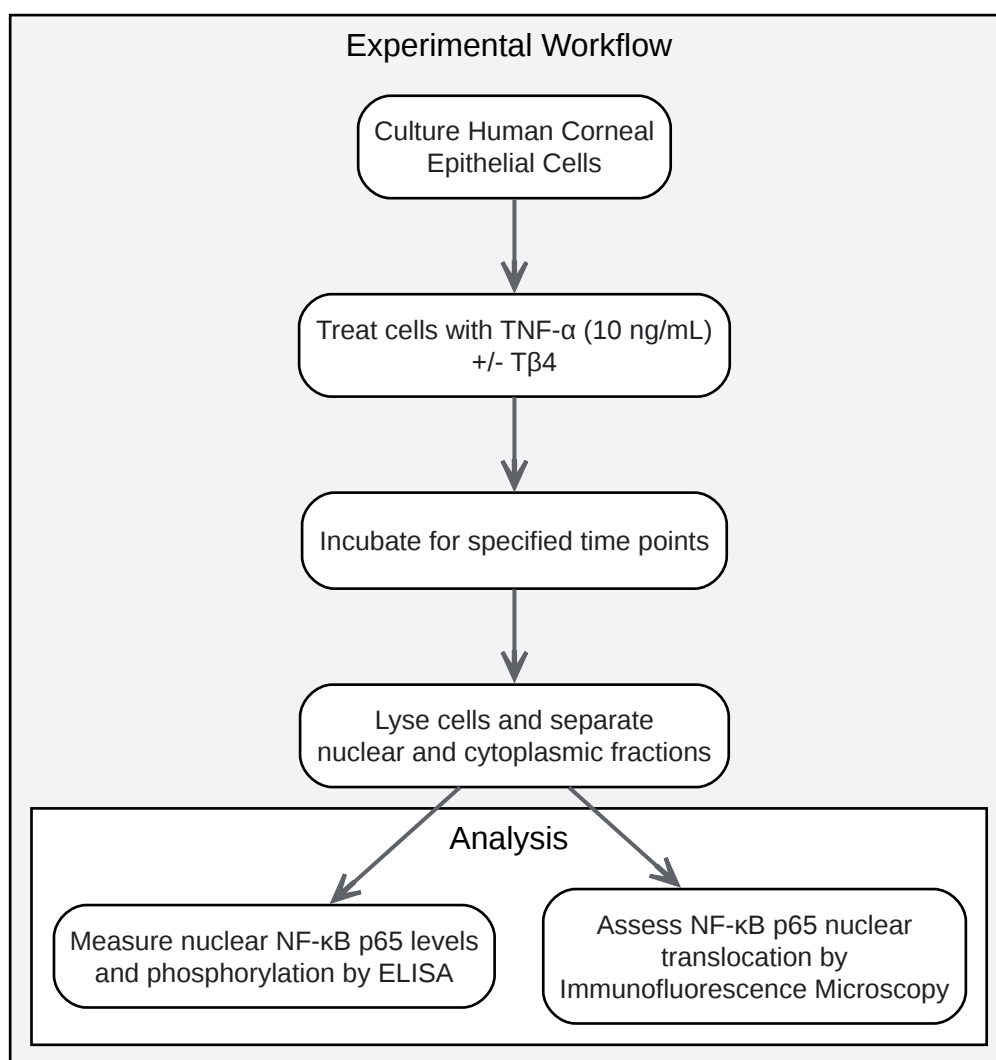 Experimental Workflow
Culture Human Corneal
Epithelial Cells
Treat cells with TNF-α (10 ng/mL)
+/- Tβ4
Incubate for specified time points
Lyse cells and separate
nuclear and cytoplasmic fractions
Analysis
Measure nuclear NF-κB p65 levels
and phosphorylation by ELISA
Assess NF-κB p65 nuclear
translocation by
Immunofluorescence Microscopy